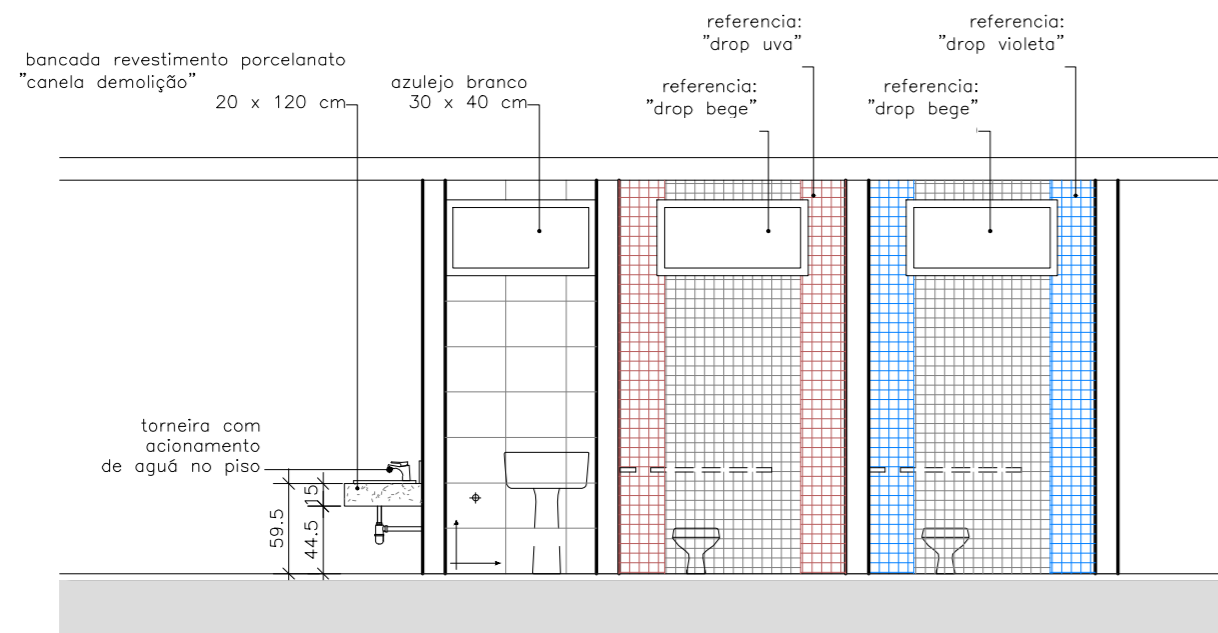 bancada revestimento porcelanato
"canela demolição"
20 x 120 cm
azulejo branco
30 x 40 cm
referencia:
"drop uva"
referencia:
"drop bege"
referencia:
"drop violeta"
referencia:
"drop bege"
torneira com
acionamento
de aguá no piso
59.5
15
44.5